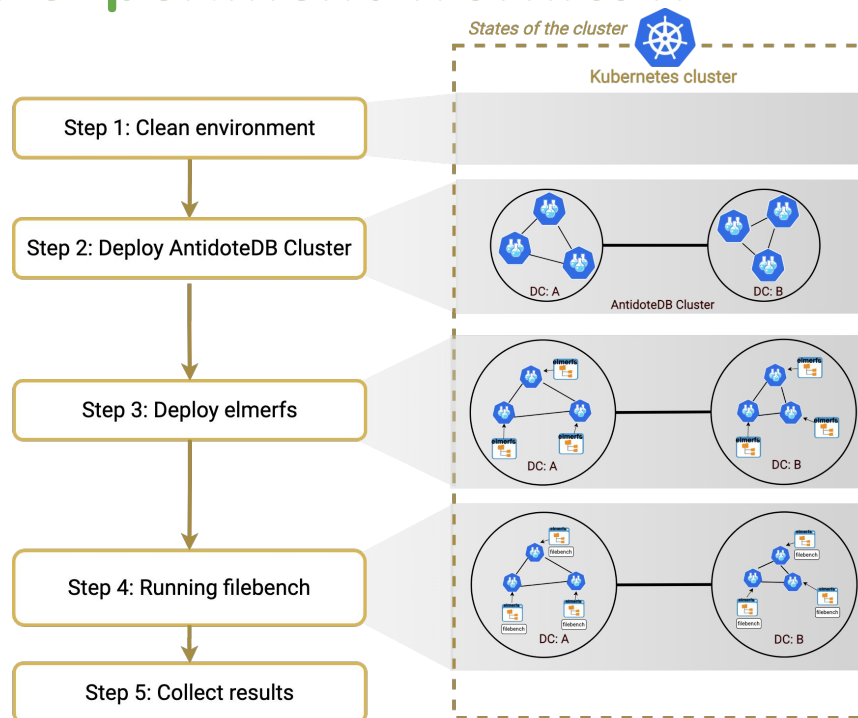 States of the cluster
Kubernetes cluster
Step 1: Clean environment
Step 2: Deploy AntidoteDB Cluster
DC: A
DC: B
AntidoteDB Cluster
Step 3: Deploy elmerfs
elmerfs
elmerfs
elmerfs
elmerfs
elmerfs
elmerfs
DC: A
DC: B
Step 4: Running filebench
elmerfs
filebench
elmerfs
filebench
elmerfs
filebench
elmerfs
filebench
elmerfs
filebench
elmerfs
filebench
DC: A
DC: B
Step 5: Collect results